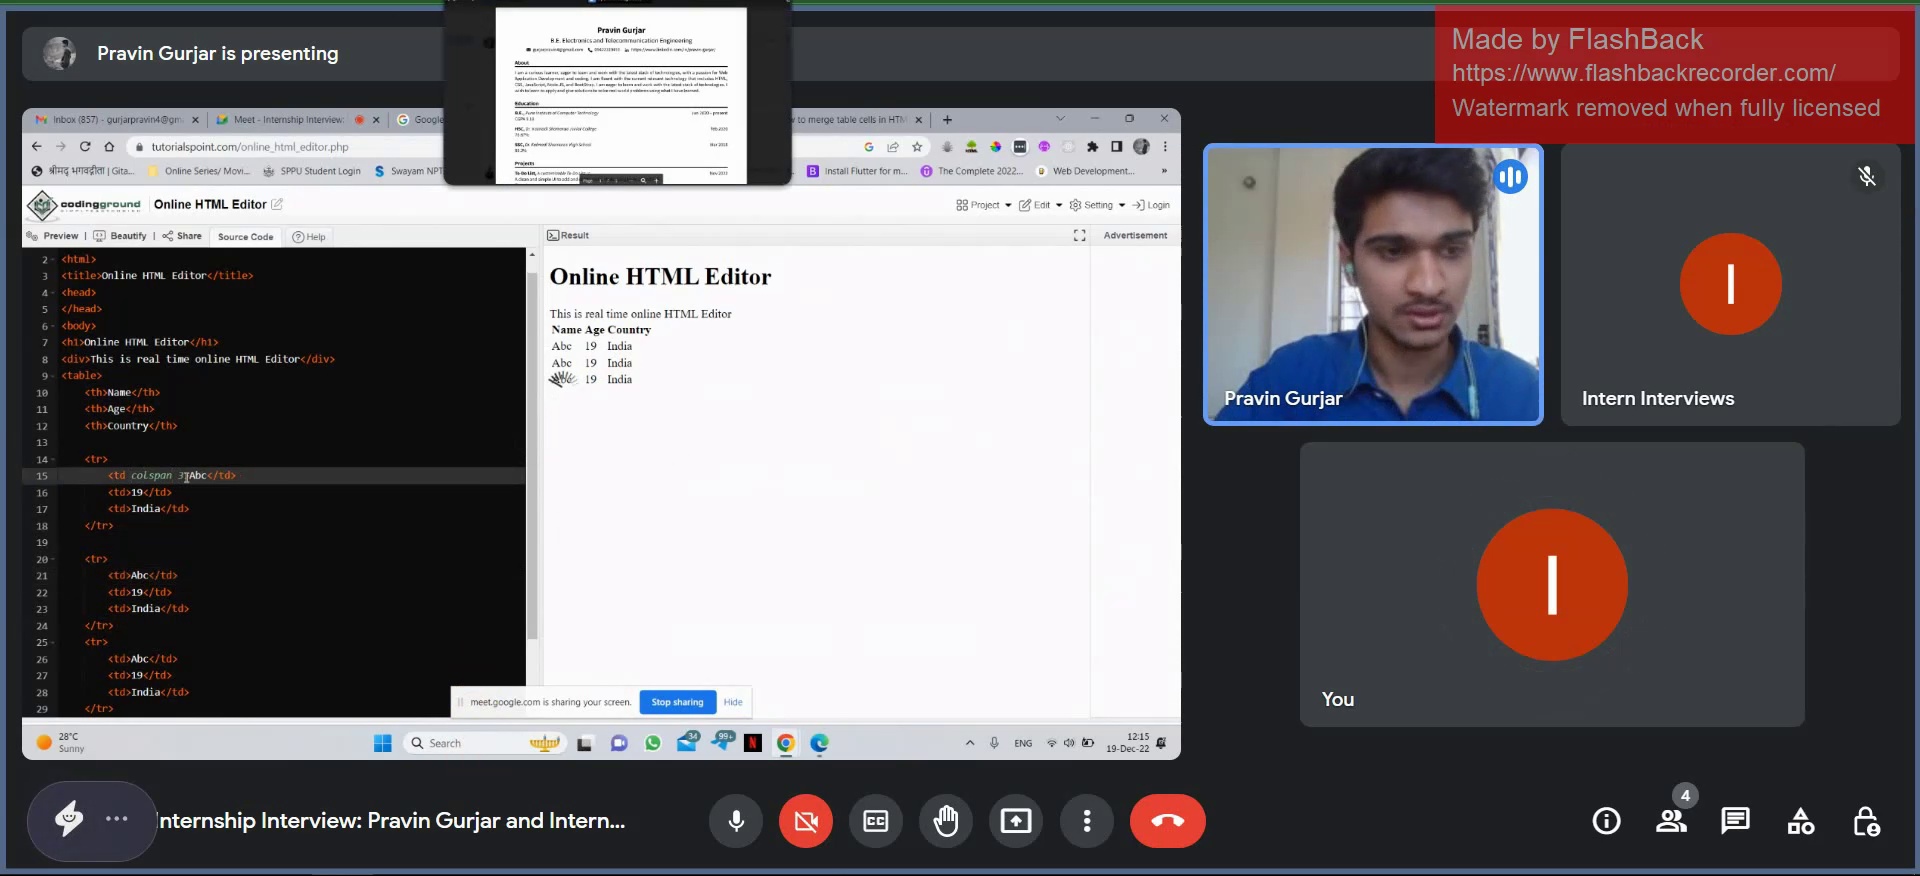 Pravin Gurjar is presenting
Pravin Gurjar
B.E. Electronics and Telecommunication Engineering
About
Education
Projects
Made by FlashBack
https://www.flashbackrecorder.com/
Watermark removed when fully licensed
Inbox (857) - gurjarpravin4@gm
Meet - Internship Interview:
Google
to merge table cells in HTM
tutorialspoint.com/online_html_editor.php
श्रीमद् भगवद्गीता | Gita...
Online Series/ Movi...
SPPU Student Login
Swayam NPT
Install Flutter for m...
The Complete 2022...
Web Development...
codingground
Online HTML Editor
Project
Edit
Setting
Login
Preview
Beautify
Share
Source Code
Help
Result
Advertisement
2 <html>
3 <title>Online HTML Editor</title>
4 <head>
5 </head>
6 <body>
7 <h1>Online HTML Editor</h1>
8 <div>This is real time online HTML Editor</div>
9 <table>
10 <th>Name</th>
11 <th>Age</th>
12 <th>Country</th>
13
14 <tr>
15 <td colspan 3>Abc</td>
16 <td>19</td>
17 <td>India</td>
18 </tr>
19
20 <tr>
21 <td>Abc</td>
22 <td>19</td>
23 <td>India</td>
24 </tr>
25 <tr>
26 <td>Abc</td>
27 <td>19</td>
28 <td>India</td>
29 </tr>
Online HTML Editor
This is real time online HTML Editor
Name Age Country
Abc 19 India
Abc 19 India
Abc 19 India
meet.google.com is sharing your screen.
Stop sharing
Hide
28°C
Sunny
Search
34
99+
ENG
12:15
19-Dec-22
Pravin Gurjar
I
Intern Interviews
I
You
Internship Interview: Pravin Gurjar and Intern...
4